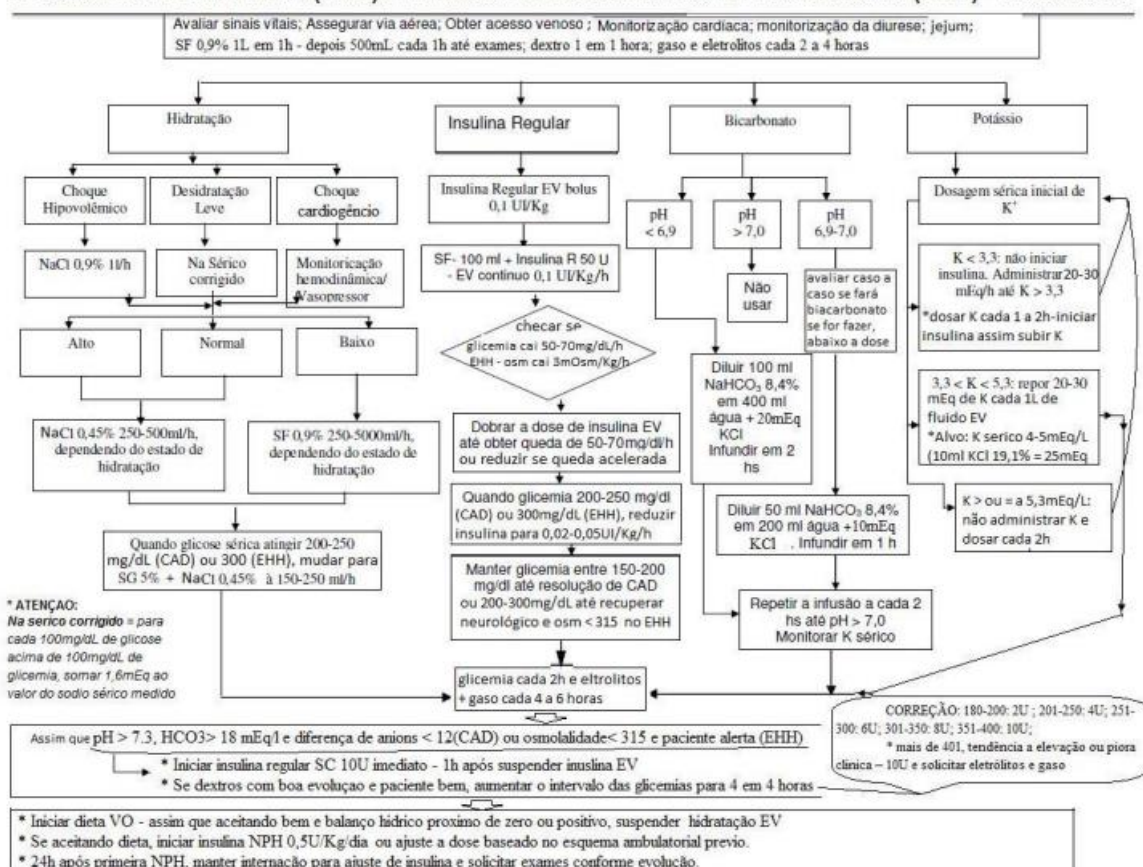 Avaliar sinais vitais; Assegurar via aérea; Obter acesso venoso ; Monitorização cardíaca; monitorização da diurese; jejum;
SF 0,9% 1L em 1h - depois 500mL cada 1h até exames; dextro 1 em 1 hora; gaso e eletrolitos cada 2 a 4 horas
Hidratação
Choque
Hipovolêmico
Desidratação
Leve
Choque
cardiogêncio
NaCl 0,9% 1l/h
Na Sérico
corrigido
Monitoricação
hemodinâmica/
Vasopressor
Alto
Normal
Baixo
NaCl 0,45% 250-500ml/h,
dependendo do estado de
hidratação
SF 0,9% 250-5000ml/h,
dependendo do estado de
hidratação
Quando glicose sérica atingir 200-250
mg/dL (CAD) ou 300 (EHH), mudar para
SG 5% + NaCl 0,45% à 150-250 ml/h
* ATENÇAO:
Na serico corrigido = para
cada 100mg/dL de glicose
acima de 100mg/dL de
glicemia, somar 1,6mEq ao
valor do sodio sérico medido
Insulina Regular
Insulina Regular EV bolus
0,1 UI/Kg
SF- 100 ml + Insulina R 50 U
- EV contínuo 0,1 UI/Kg/h
checar se
glicemia cai 50-70mg/dL/h
EHH - osm cai 3mOsm/Kg/h
Dobrar a dose de insulina EV
até obter queda de 50-70mg/dl/h
ou reduzir se queda acelerada
Quando glicemia 200-250 mg/dl
(CAD) ou 300mg/dL (EHH), reduzir
insulina para 0,02-0,05UI/Kg/h
Manter glicemia entre 150-200
mg/dl até resolução de CAD
ou 200-300mg/dL até recuperar
neurológico e osm < 315 no EHH
glicemia cada 2h e eltrolitos
+ gaso cada 4 a 6 horas
Bicarbonato
pH
< 6,9
pH
> 7,0
pH
6,9-7,0
Não
usar
avaliar caso a
caso se fará
biacarbonato
se for fazer,
abaixo a dose
Diluir 100 ml
NaHCO₃ 8,4%
em 400 ml
água + 20mEq
KCl
Infundir em 2
hs
Diluir 50 ml NaHCO₃ 8,4%
em 200 ml água +10mEq
KCl . Infundir em 1 h
Repetir a infusão a cada 2
hs até pH > 7,0
Monitorar K sérico
Potássio
Dosagem sérica inicial de
K⁺
K < 3,3: não iniciar
insulina. Administrar 20-30
mEq/h até K > 3,3
*dosar K cada 1 a 2h-iniciar
insulina assim subir K
3,3 < K < 5,3: repor 20-30
mEq de K cada 1L de
fluido EV
*Alvo: K serico 4-5mEq/L
(10ml KCl 19,1% = 25mEq
K > ou = a 5,3mEq/L:
não administrar K e
dosar cada 2h
CORREÇÃO: 180-200: 2U ; 201-250: 4U; 251-
300: 6U; 301-350: 8U; 351-400: 10U;
* mais de 401, tendência a elevação ou piora
clinica – 10U e solicitar eletrólitos e gaso
Assim que pH > 7.3, HCO3> 18 mEq/l e diferença de anions < 12(CAD) ou osmolalidade< 315 e paciente alerta (EHH)
* Iniciar insulina regular SC 10U imediato - 1h após suspender inuslina EV
* Se dextros com boa evoluçao e paciente bem, aumentar o intervalo das glicemias para 4 em 4 horas
* Iniciar dieta VO - assim que aceitando bem e balanço hidrico proximo de zero ou positivo, suspender hidratação EV
* Se aceitando dieta, iniciar insulina NPH 0,5U/Kg/dia ou ajuste a dose baseado no esquema ambulatorial previo.
* 24h após primeira NPH, manter internação para ajuste de insulina e solicitar exames conforme evolução.